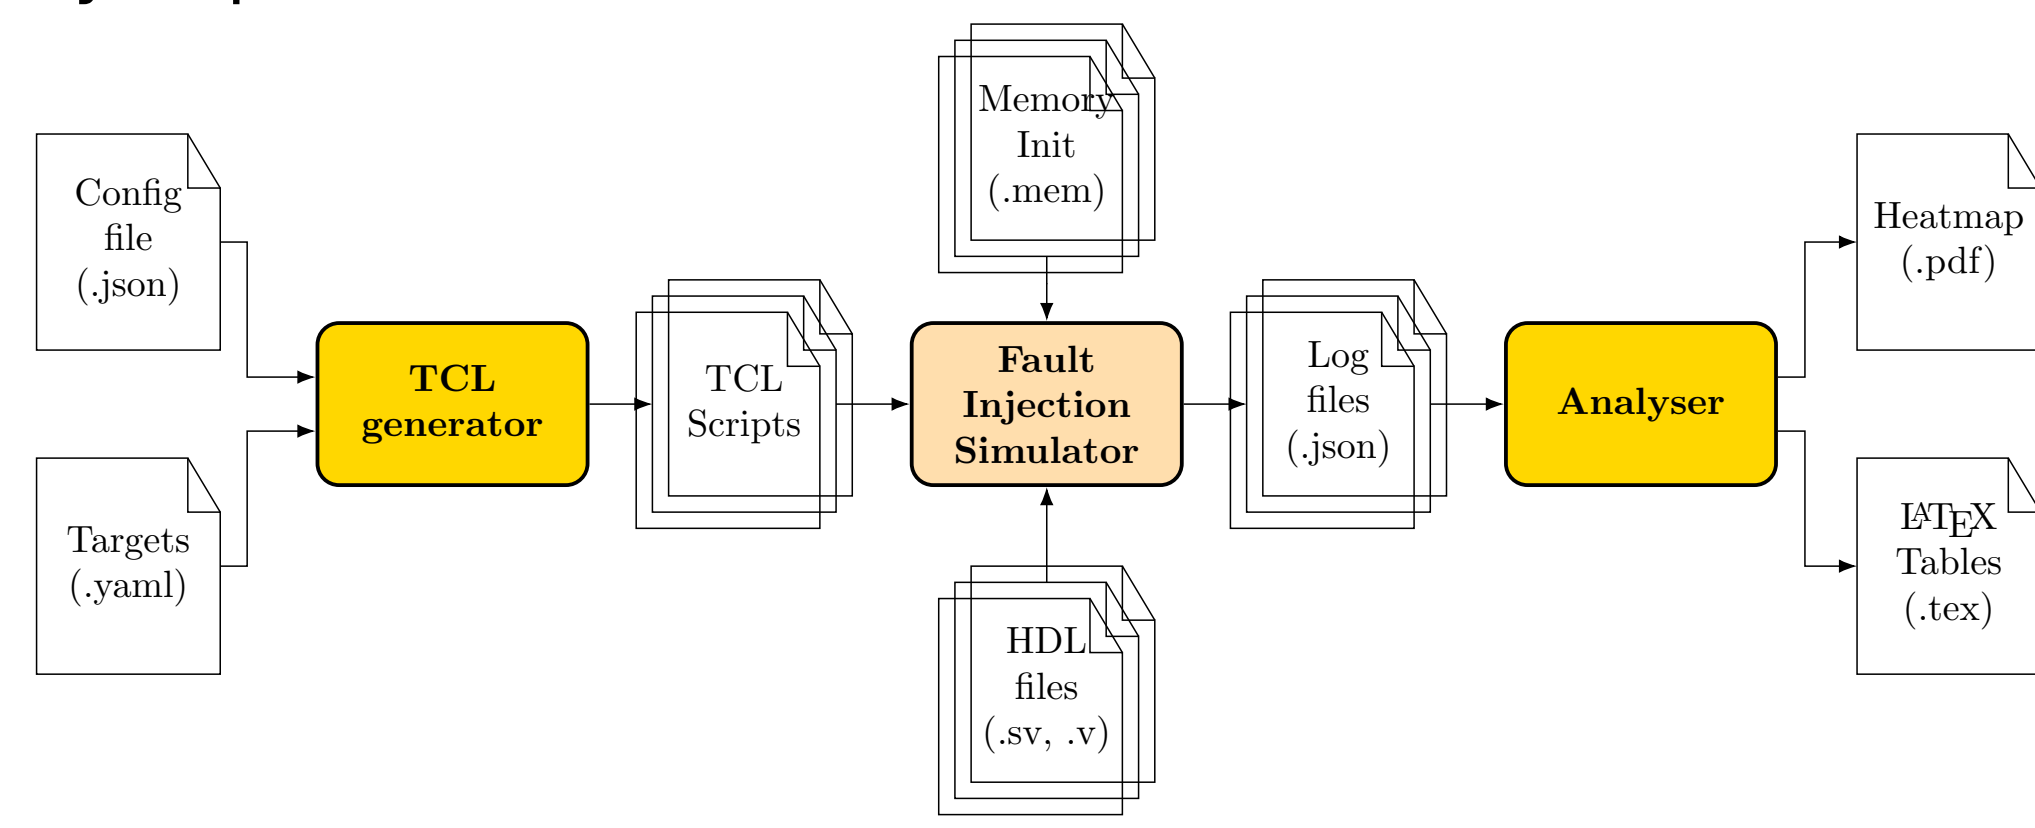 Config
file
(.json)
Targets
(.yaml)
TCL
generator
TCL
Scripts
Memory
Init
(.mem)
Fault
Injection
Simulator
HDL
files
(.sv, .v)
Log
files
(.json)
Analyser
Heatmap
(.pdf)
LATEX
Tables
(.tex)